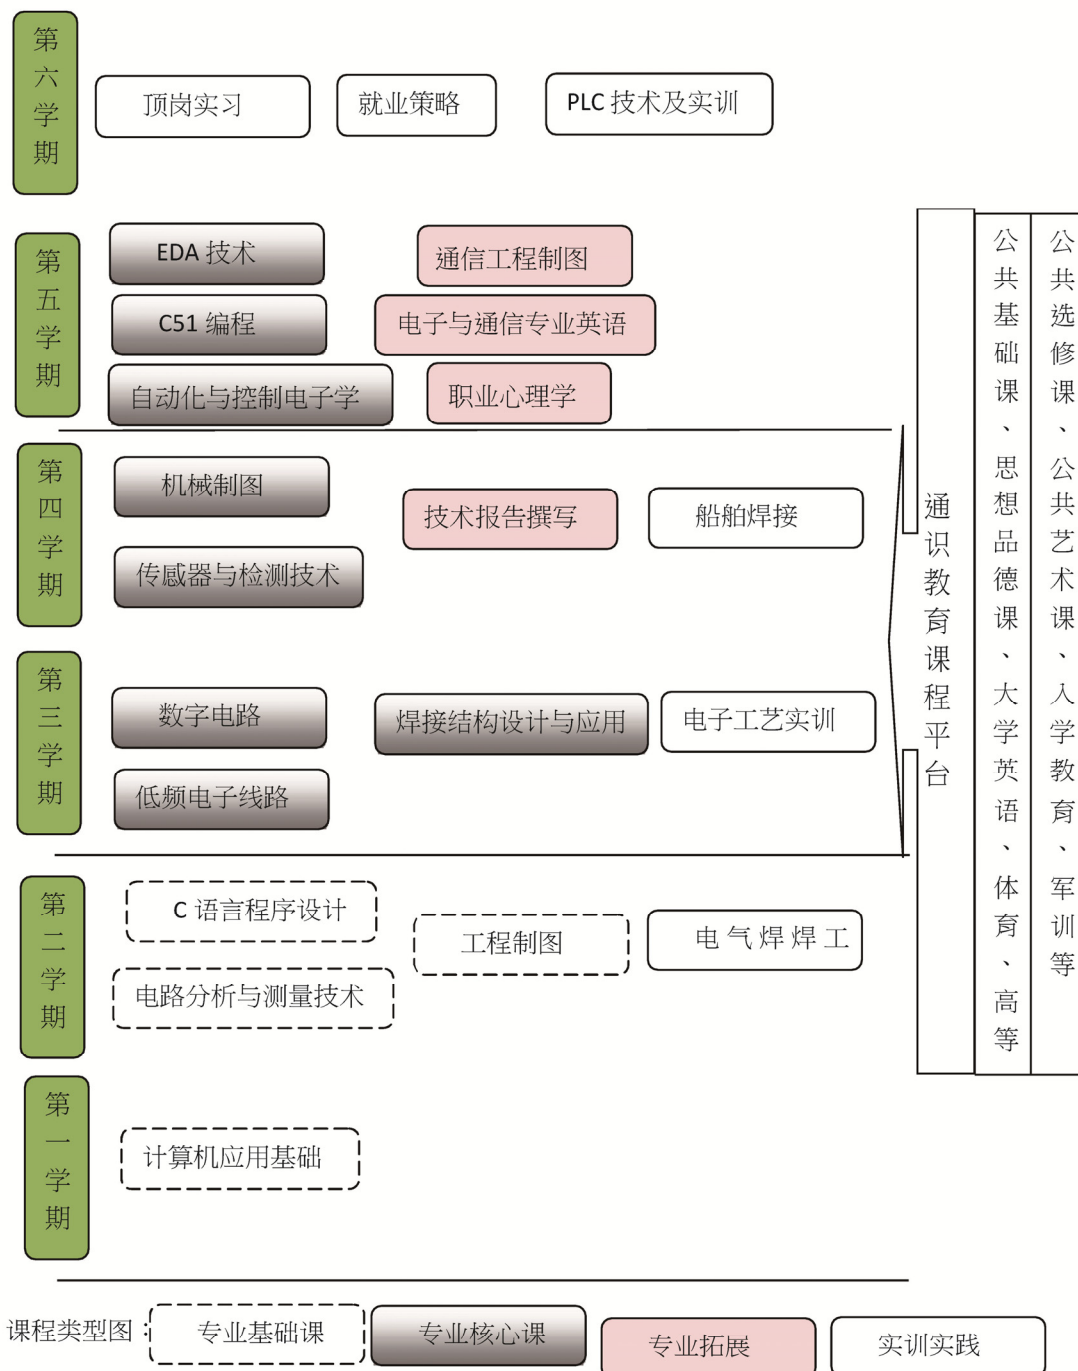 第六学期
顶岗实习
就业策略
PLC 技术及实训
第五学期
EDA 技术
通信工程制图
C51 编程
电子与通信专业英语
自动化与控制电子学
职业心理学
第四学期
机械制图
技术报告撰写
船舶焊接
传感器与检测技术
第三学期
数字电路
焊接结构设计与应用
电子工艺实训
低频电子线路
第二学期
C 语言程序设计
工程制图
电气焊焊工
电路分析与测量技术
第一学期
计算机应用基础
通识教育课程平台
公共基础课、思想品德课、大学英语、体育、高等
公共选修课、公共艺术课、入学教育、军训等
课程类型图：
专业基础课
专业核心课
专业拓展
实训实践